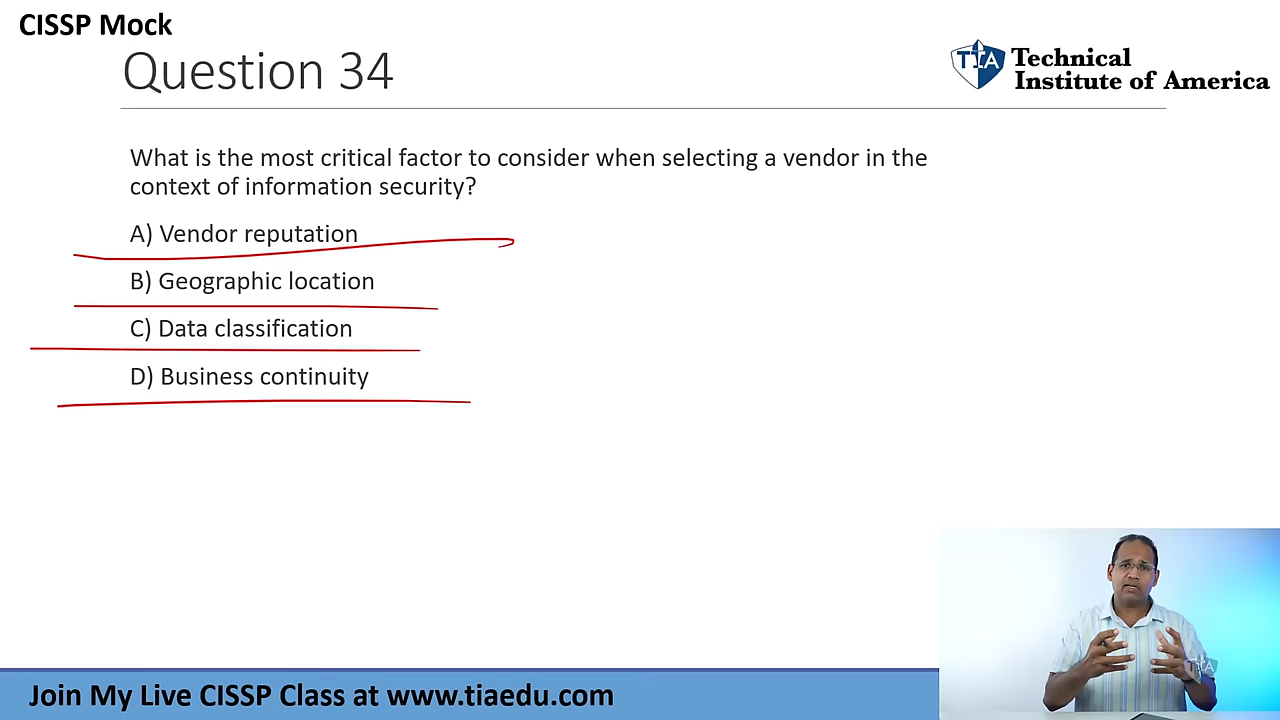 CISSP Mock
Question 34
TIA
Technical
Institute of America
What is the most critical factor to consider when selecting a vendor in the
context of information security?
A) Vendor reputation
B) Geographic location
C) Data classification
D) Business continuity
TIA
Join My Live CISSP Class at www.tiaedu.com